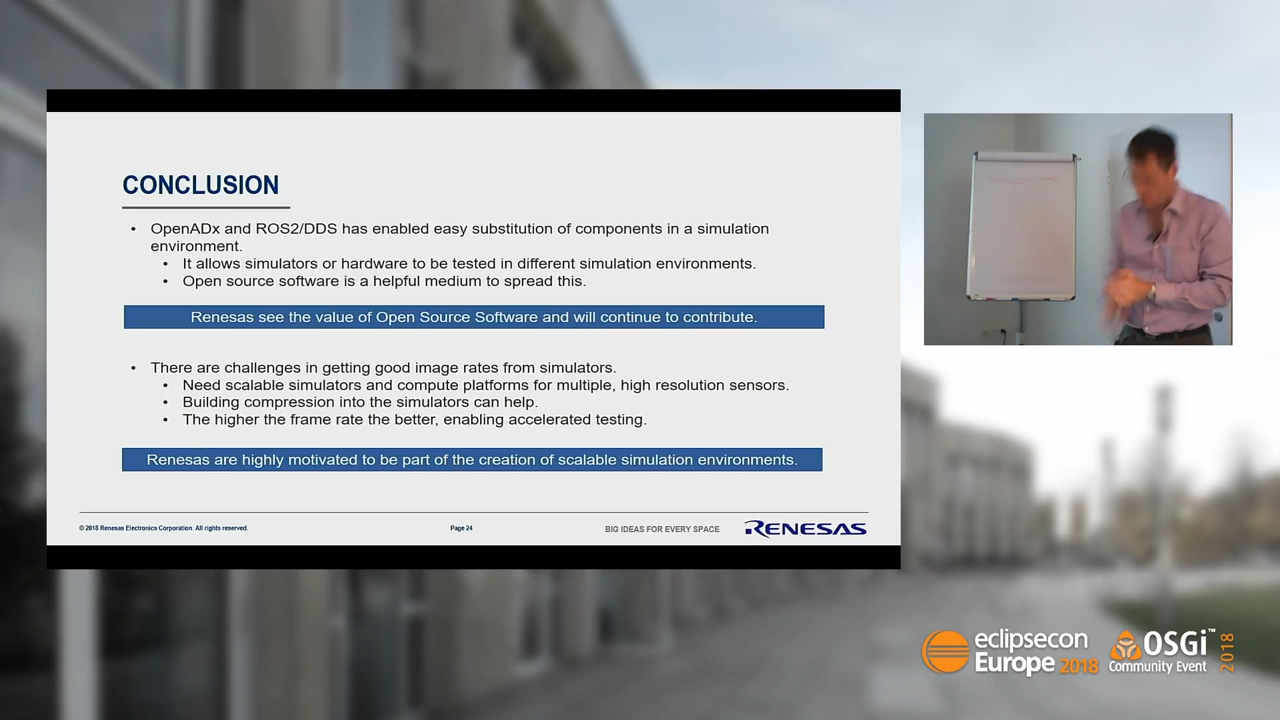 CONCLUSION
• OpenADx and ROS2/DDS has enabled easy substitution of components in a simulation
environment.
• It allows simulators or hardware to be tested in different simulation environments.
• Open source software is a helpful medium to spread this.
Renesas see the value of Open Source Software and will continue to contribute.
• There are challenges in getting good image rates from simulators.
• Need scalable simulators and compute platforms for multiple, high resolution sensors.
• Building compression into the simulators can help.
• The higher the frame rate the better, enabling accelerated testing.
Renesas are highly motivated to be part of the creation of scalable simulation environments.
© 2018 Renesas Electronics Corporation. All rights reserved.
Page 24
BIG IDEAS FOR EVERY SPACE
RENESAS
eclipsecon
Europe 2018
OSGi™
Community Event
2018